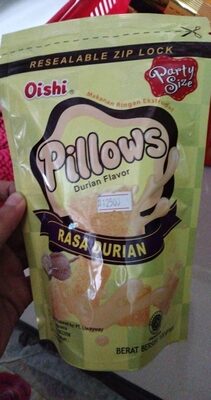 RESEALABLE ZIP LOCK
Oishi®
Party Size
Makanan Ringan Ekstrudat
Pillows
Durian Flavor
RASA DURIAN
BERAT BERSIH